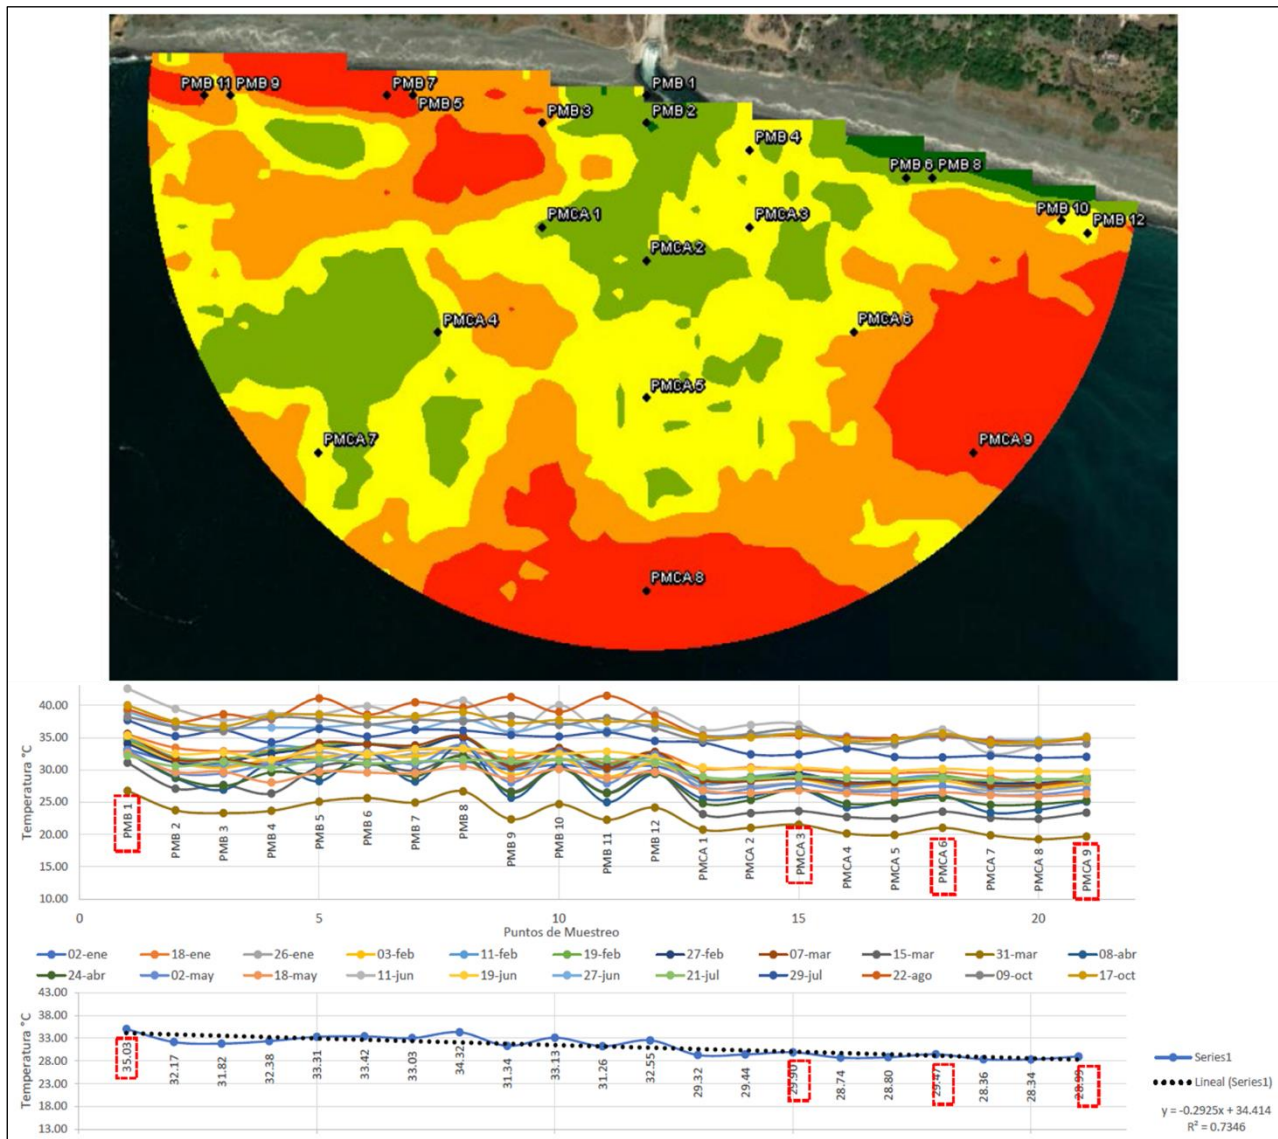 PMB 11 PMB 9 PMB 7 PMB 1
PMB 5
PMB 3 PMB 2
PMB 4
PMB 6 PMB 8
PMB 10
PMB 12
PMCA 1 PMCA 3
PMCA 2
PMCA 4 PMCA 6
PMCA 5
PMCA 7 PMCA 9
PMCA 8
Temperatura °C
40.00
35.00
30.00
25.00
20.00
15.00
10.00
PMB 1 PMB 2 PMB 3 PMB 4 PMB 5 PMB 6 PMB 7 PMB 8 PMB 9 PMB 10 PMB 11 PMB 12 PMCA 1 PMCA 2 PMCA 3 PMCA 4 PMCA 5 PMCA 6 PMCA 7 PMCA 8 PMCA 9
0 5 10 15 20
Puntos de Muestreo
02-ene 18-ene 26-ene 03-feb 11-feb 19-feb 27-feb 07-mar 15-mar 31-mar 08-abr
24-abr 02-may 18-may 11-jun 19-jun 27-jun 21-jul 29-jul 22-ago 09-oct 17-oct
Temperatura °C
43.00
38.00
33.00
28.00
23.00
18.00
13.00
35.03 32.17 31.82 32.38 33.31 33.42 33.03 34.32 31.34 33.13 31.26 32.55 29.32 29.44 29.90 28.74 28.80 29.47 28.36 28.34 28.99
Series1
Lineal (Series1)
y = -0.2925x + 34.414
R² = 0.7346